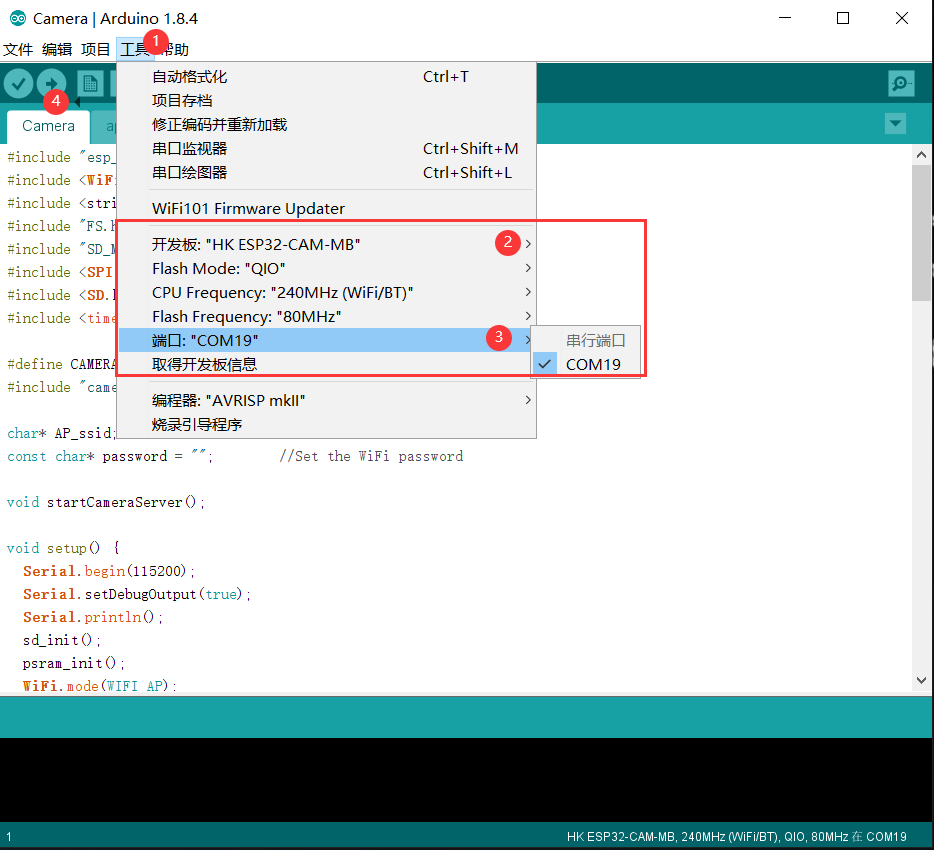 Camera | Arduino 1.8.4
文件 编辑 项目 工具 帮助
1
4
Camera
自动格式化 Ctrl+T
项目存档
修正编码并重新加载
串口监视器 Ctrl+Shift+M
串口绘图器 Ctrl+Shift+L
WiFi101 Firmware Updater
开发板: "HK ESP32-CAM-MB" 2
Flash Mode: "QIO"
CPU Frequency: "240MHz (WiFi/BT)"
Flash Frequency: "80MHz"
端口: "COM19" 3
串行端口
取得开发板信息
COM19
编程器: "AVRISP mkII"
烧录引导程序
#include "esp_
#include <WiF
#include <stri
#include "FS.
#include "SD_M
#include <SPI
#include <SD.
#include <time
#define CAMERA
#include "came
char* AP_ssid;
const char* password = ""; //Set the WiFi password
void startCameraServer();
void setup() {
Serial.begin(115200);
Serial.setDebugOutput(true);
Serial.println();
sd_init();
psram_init();
WiFi.mode(WIFI_AP);
1
HK ESP32-CAM-MB, 240MHz (WiFi/BT), QIO, 80MHz 在 COM19